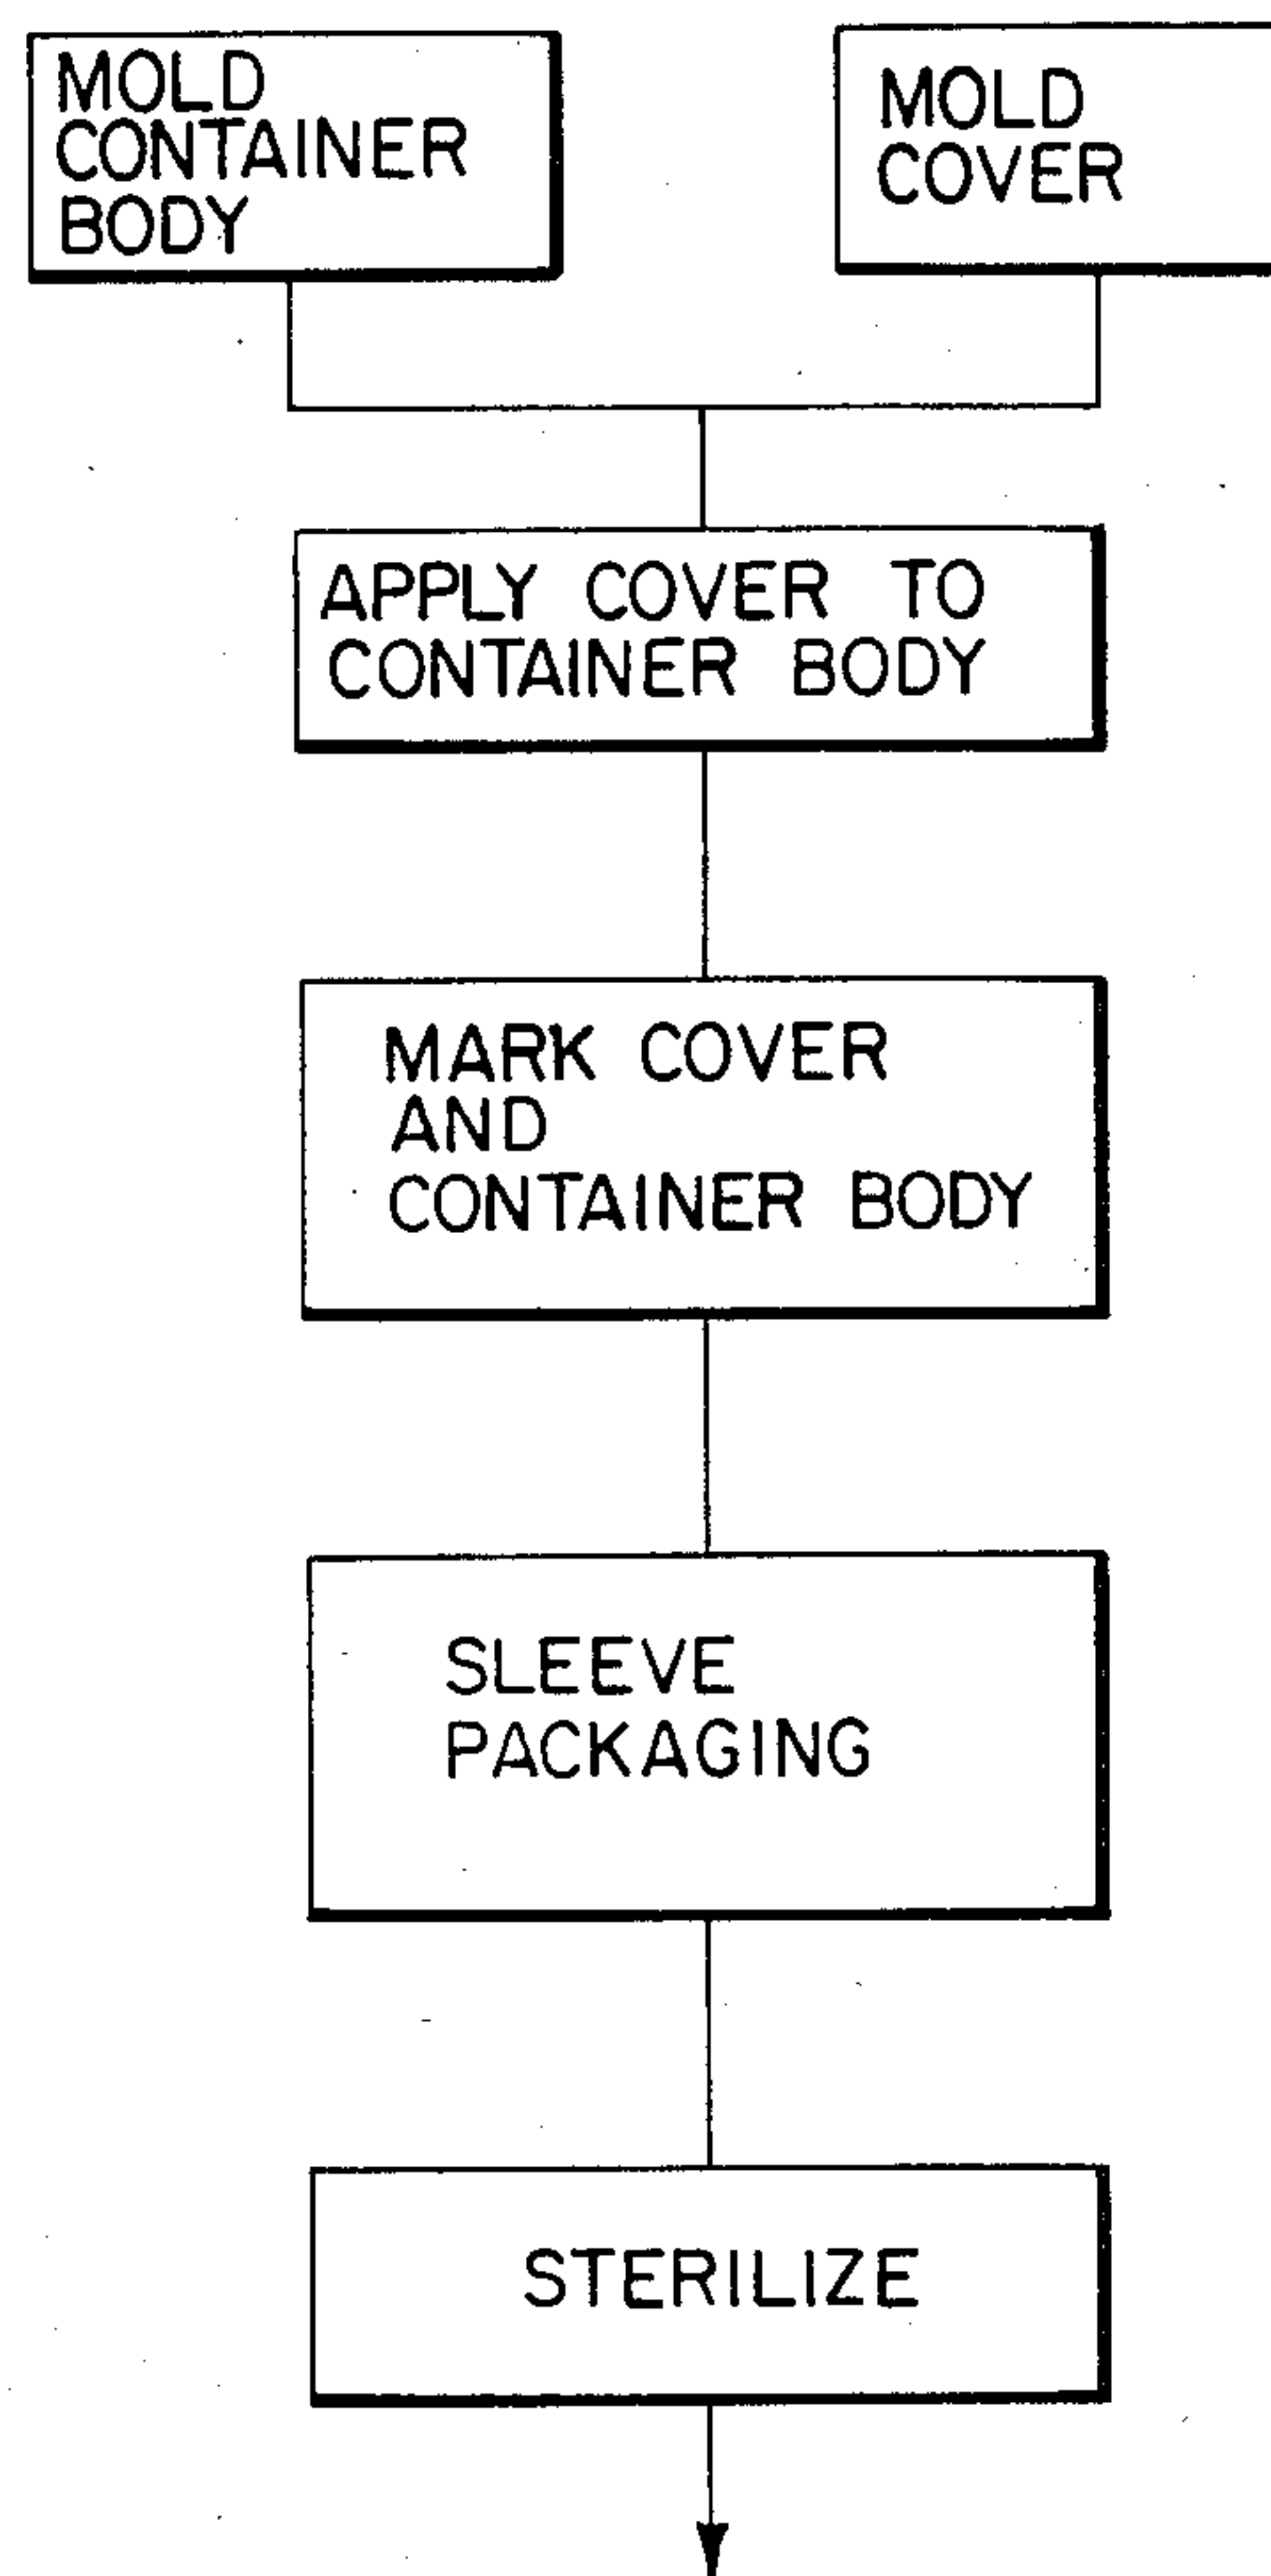 MOLD
CONTAINER
BODY
MOLD
COVER
APPLY COVER TO
CONTAINER BODY
MARK COVER
AND
CONTAINER BODY
SLEEVE
PACKAGING
STERILIZE